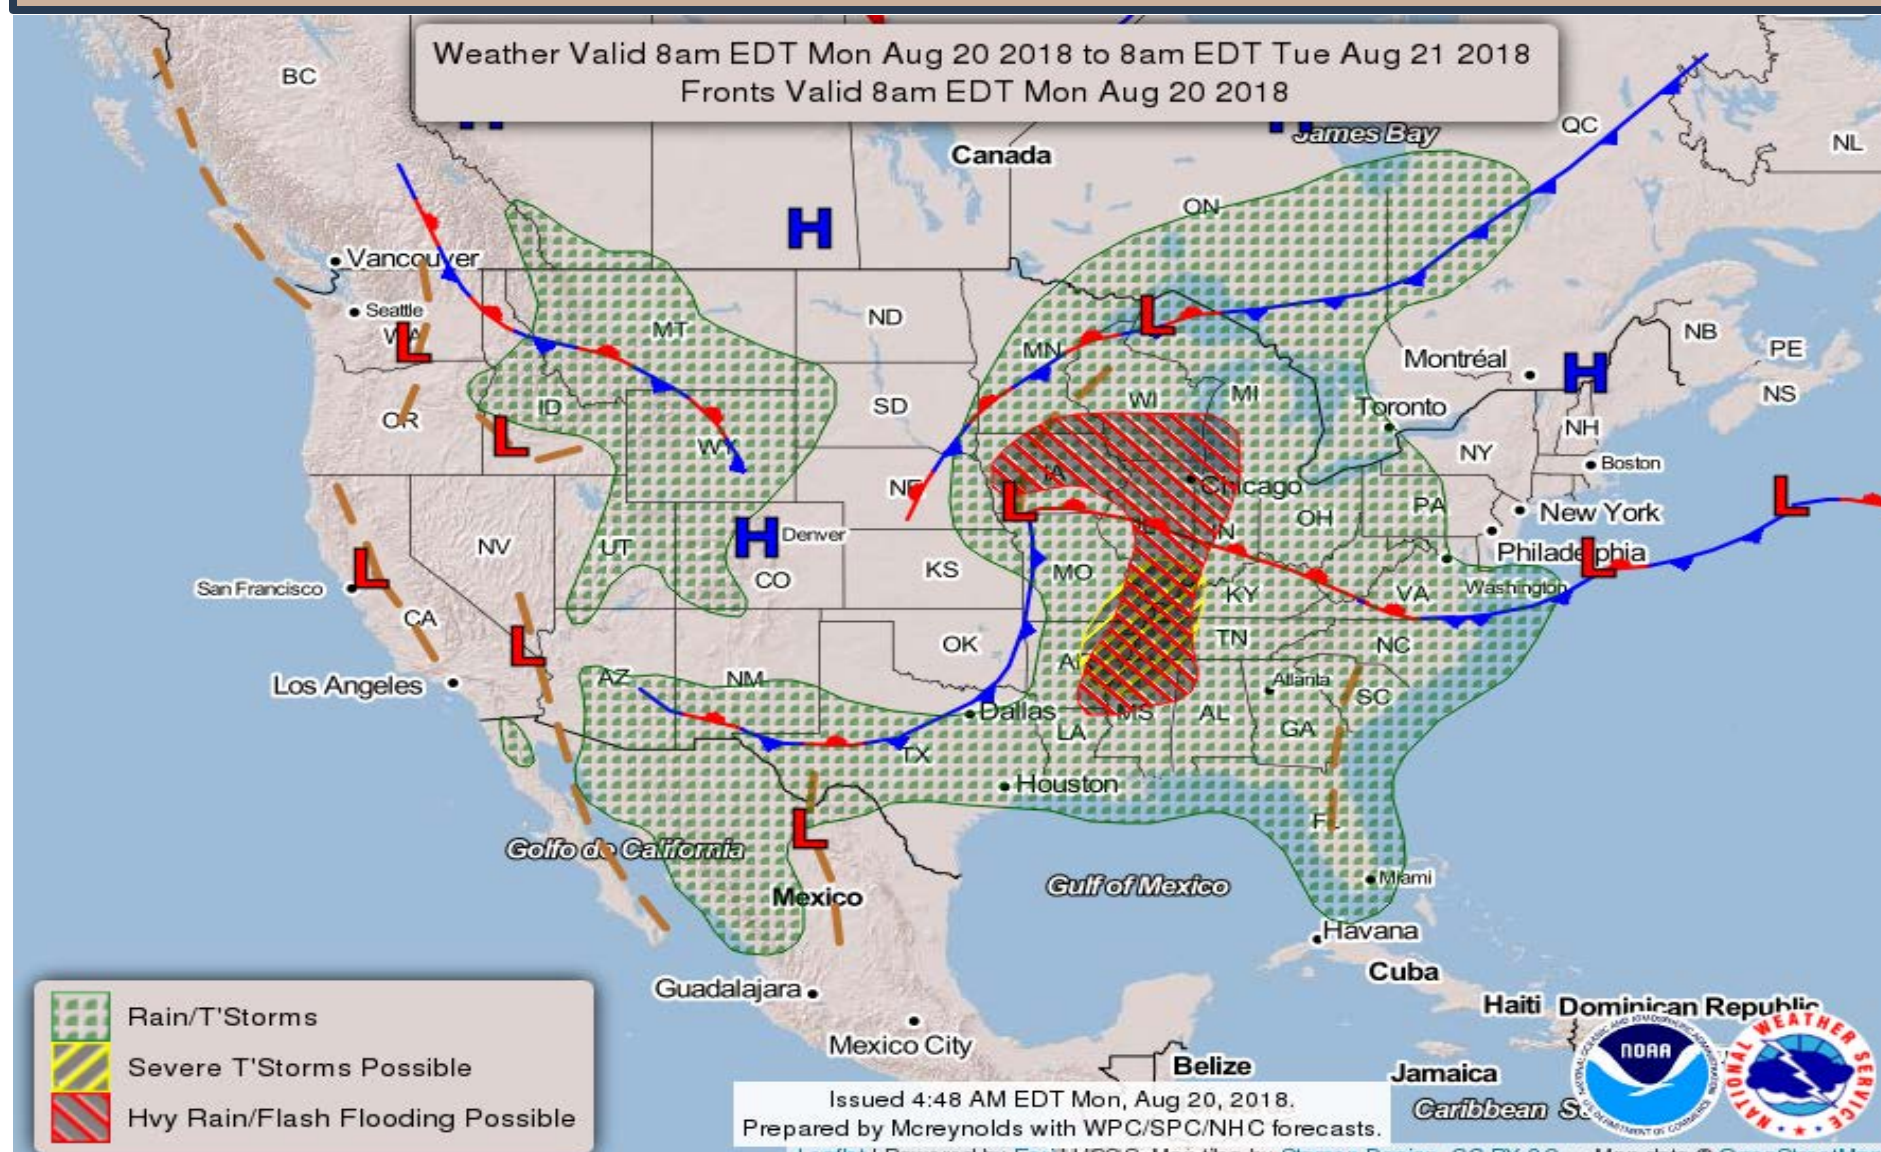 Weather Valid 8am EDT Mon Aug 20 2018 to 8am EDT Tue Aug 21 2018
Fronts Valid 8am EDT Mon Aug 20 2018
BC
James Bay
QC
NL
Canada
H
ON
Vancouver
Seattle
WA
L
MT
ND
MN
L
NB
PE
Montréal
H
NS
OR
ID
L
SD
WI
MI
Toronto
NH
NY
Boston
WY
NE
IA
L
Chicago
PA
New York
L
H
Denver
OH
IN
Philadelphia
L
NV
UT
CO
KS
MO
KY
VA
Washington
San Francisco
L
CA
L
OK
TN
NC
Los Angeles
AZ
NM
Atlanta
SC
Dallas
MS
AL
GA
LA
TX
Houston
L
FL
Golfo de California
Mexico
Gulf of Mexico
Miami
Havana
Cuba
Guadalajara
Mexico City
Haiti
Dominican Republic
Belize
Jamaica
Caribbean
Rain/T'Storms
Severe T'Storms Possible
Hvy Rain/Flash Flooding Possible
Issued 4:48 AM EDT Mon, Aug 20, 2018.
Prepared by Mcreynolds with WPC/SPC/NHC forecasts.
NOAA
NATIONAL WEATHER SERVICE